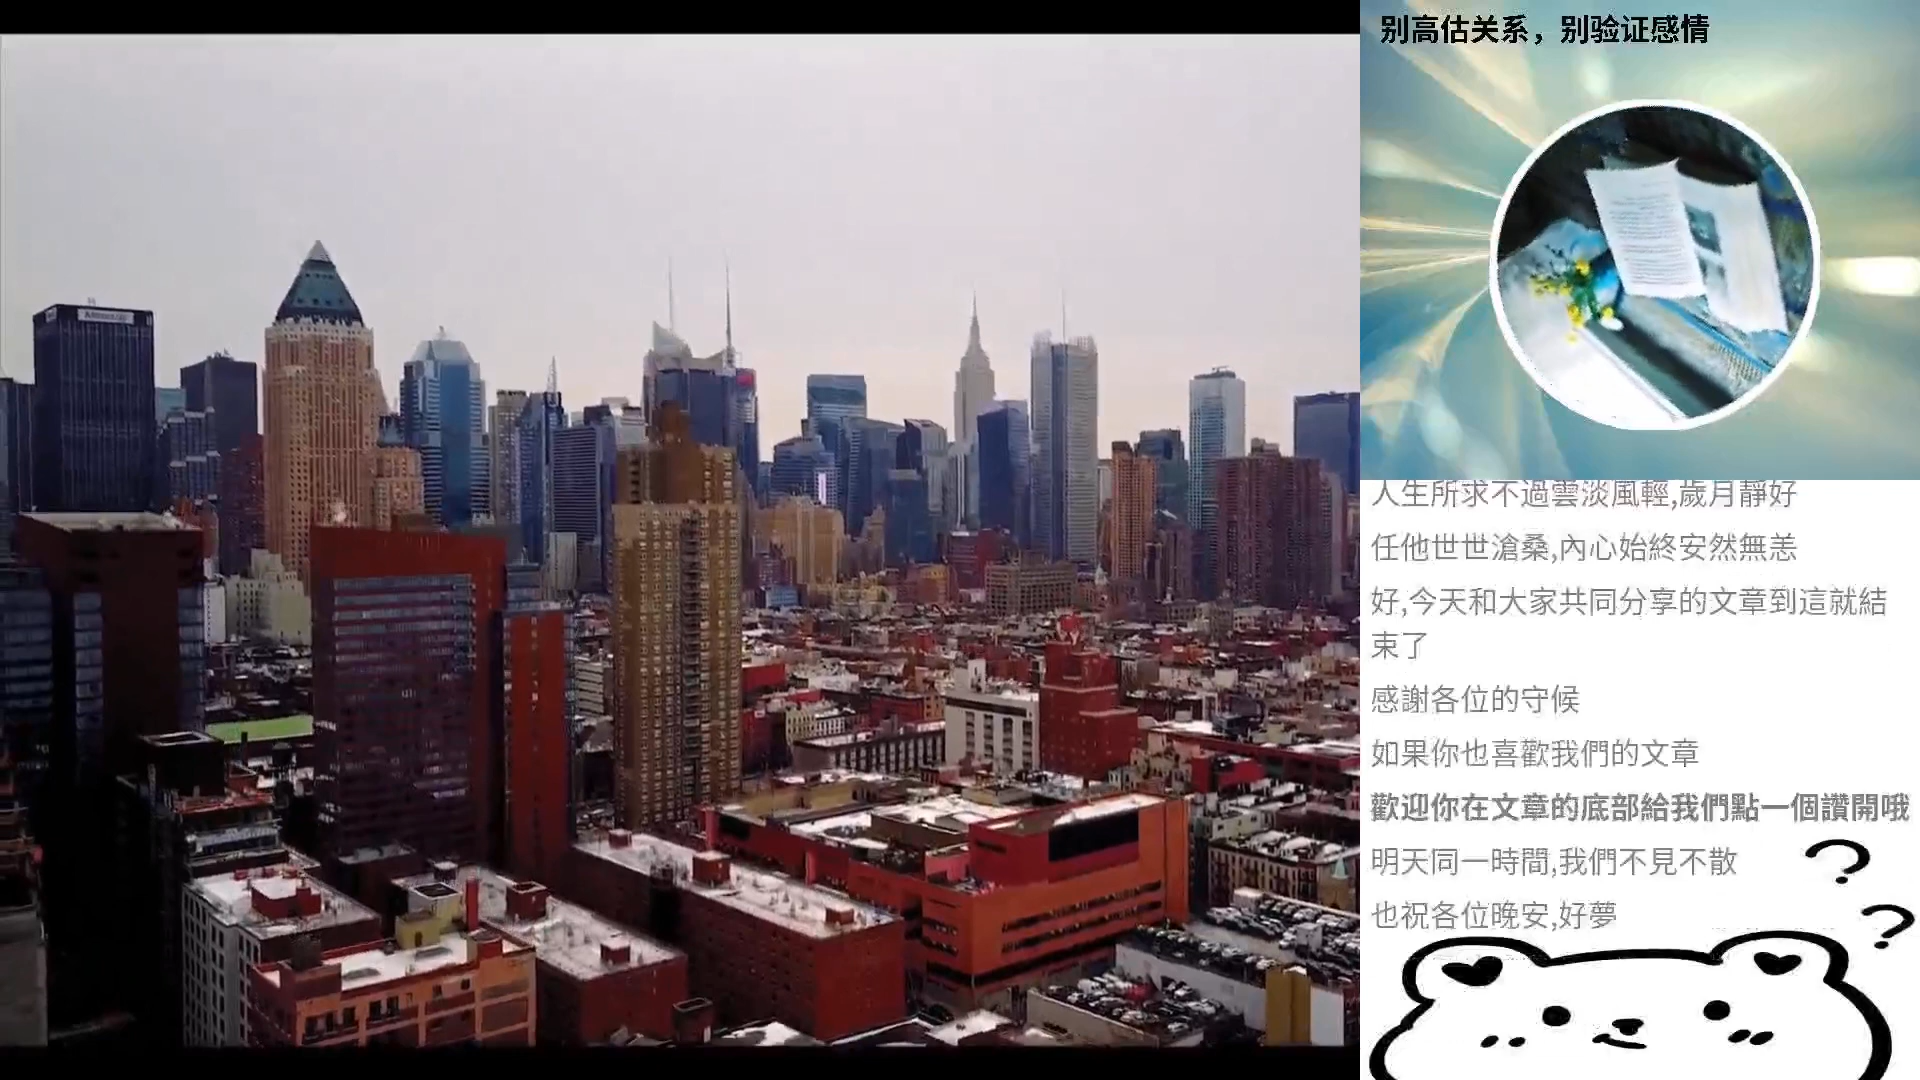 别高估关系，别验证感情
人生所求不過雲淡風輕,歲月靜好
任他世世滄桑,內心始終安然無恙
好,今天和大家共同分享的文章到這就結
束了
感謝各位的守候
如果你也喜歡我們的文章
歡迎你在文章的底部給我們點一個讚開哦
明天同一時間,我們不見不散
也祝各位晚安,好夢
？
？